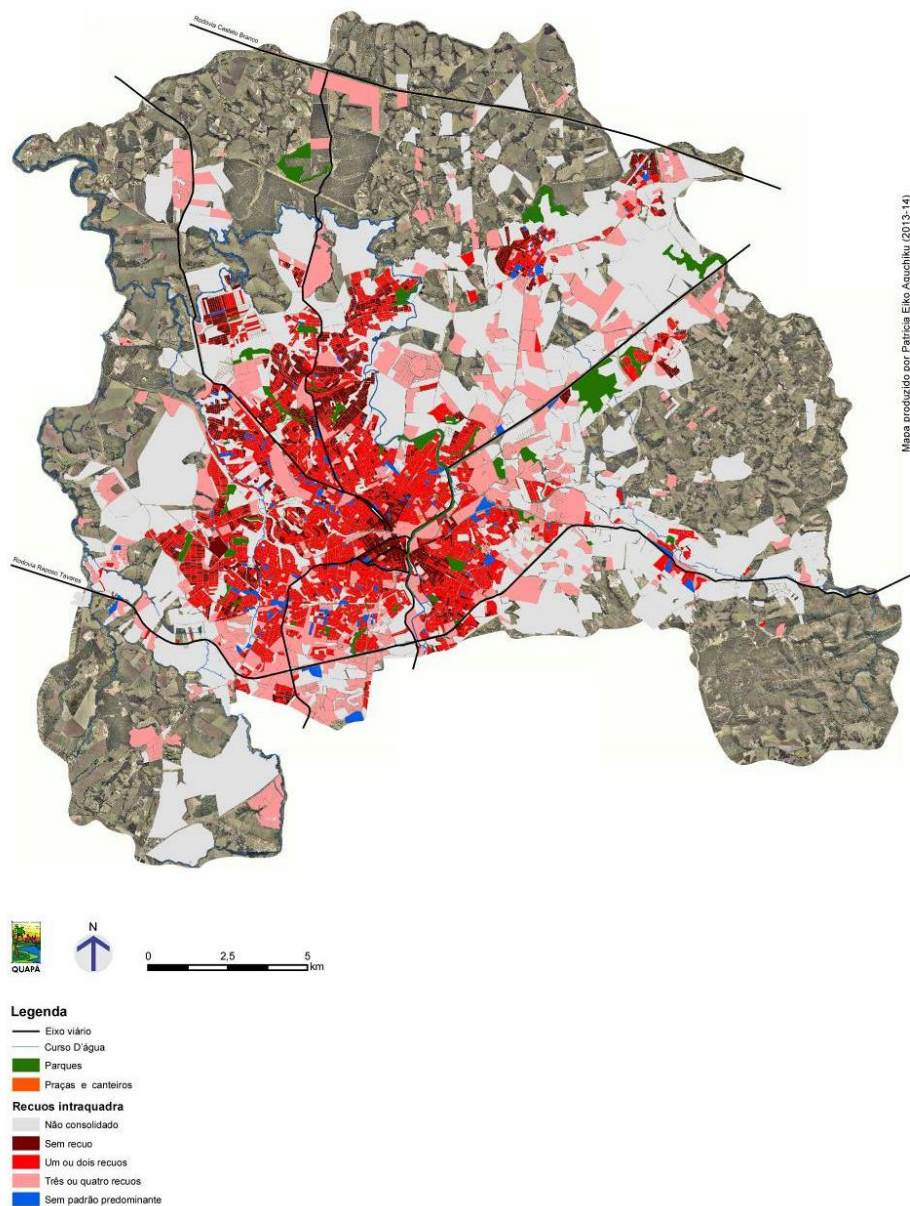 Rodovia Castelo Branco
Mapa produzido por Patricia Eiko Aguchiku (2013-14)
Rodovia Raposo Tavares
QUAPÁ
N
0 2,5 5
km
Legenda
Eixo viário
Curso D'água
Parques
Praças e canteiros
Recuos intraquadra
Não consolidado
Sem recuo
Um ou dois recuos
Três ou quatro recuos
Sem padrão predominante